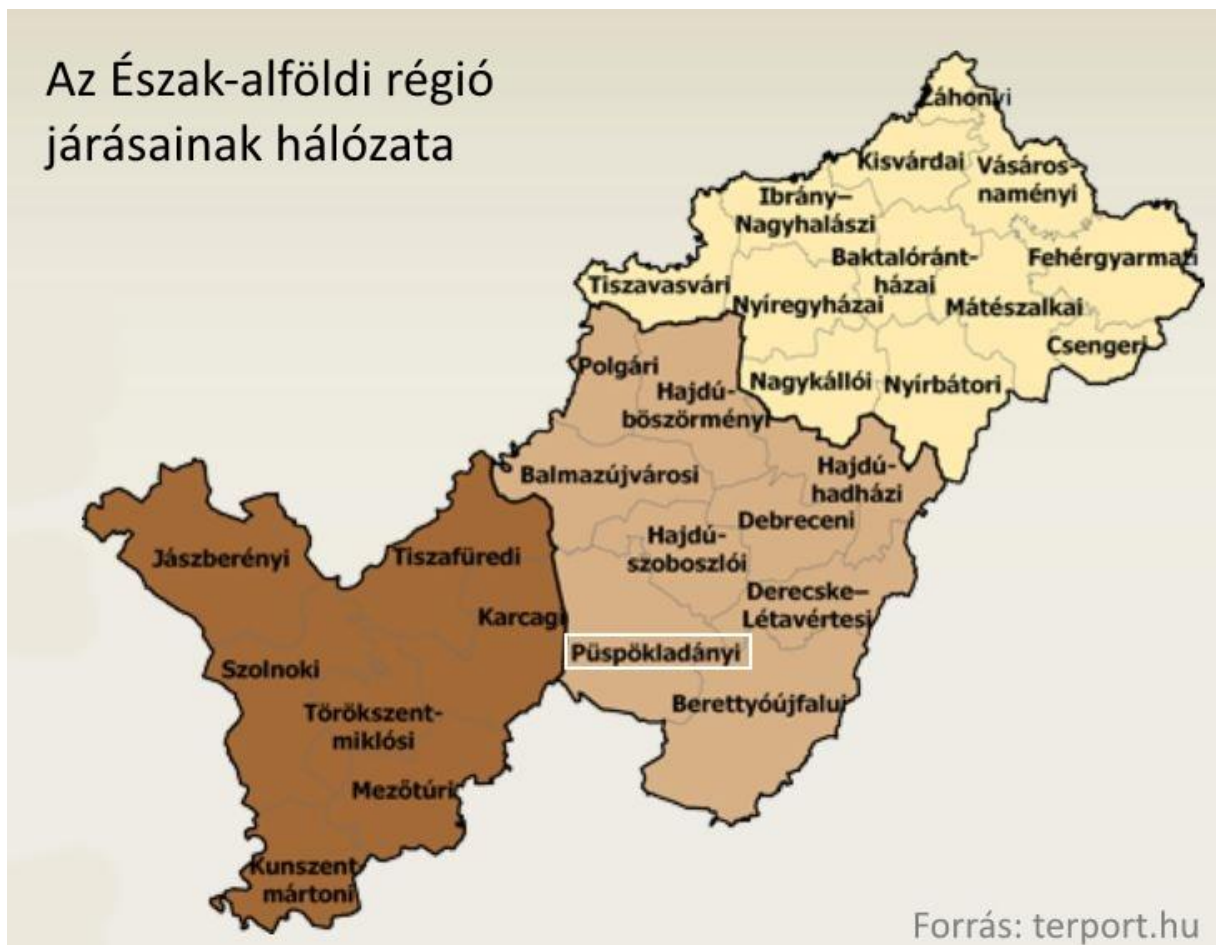 Az Észak-alföldi régió
járásainak hálózata
Záhonyi
Kisvárdai
Vásáros-
naményi
Ibrány–
Nagyhalászi
Baktalóránt-
házai
Fehérgyarmati
Tiszavasvári
Nyíregyházai
Mátészalkai
Csengeri
Nagykállói
Nyírbátori
Polgári
Hajdú-
böszörményi
Balmazújvárosi
Hajdú-
hadházi
Debreceni
Hajdú-
szoboszlói
Derecske–
Létavértesi
Püspökladányi
Berettyóújfalui
Jászberényi
Tiszafüredi
Karcagi
Szolnoki
Törökszent-
miklósi
Mezőtúri
Kunszent-
mártoni
Forrás: terport.hu